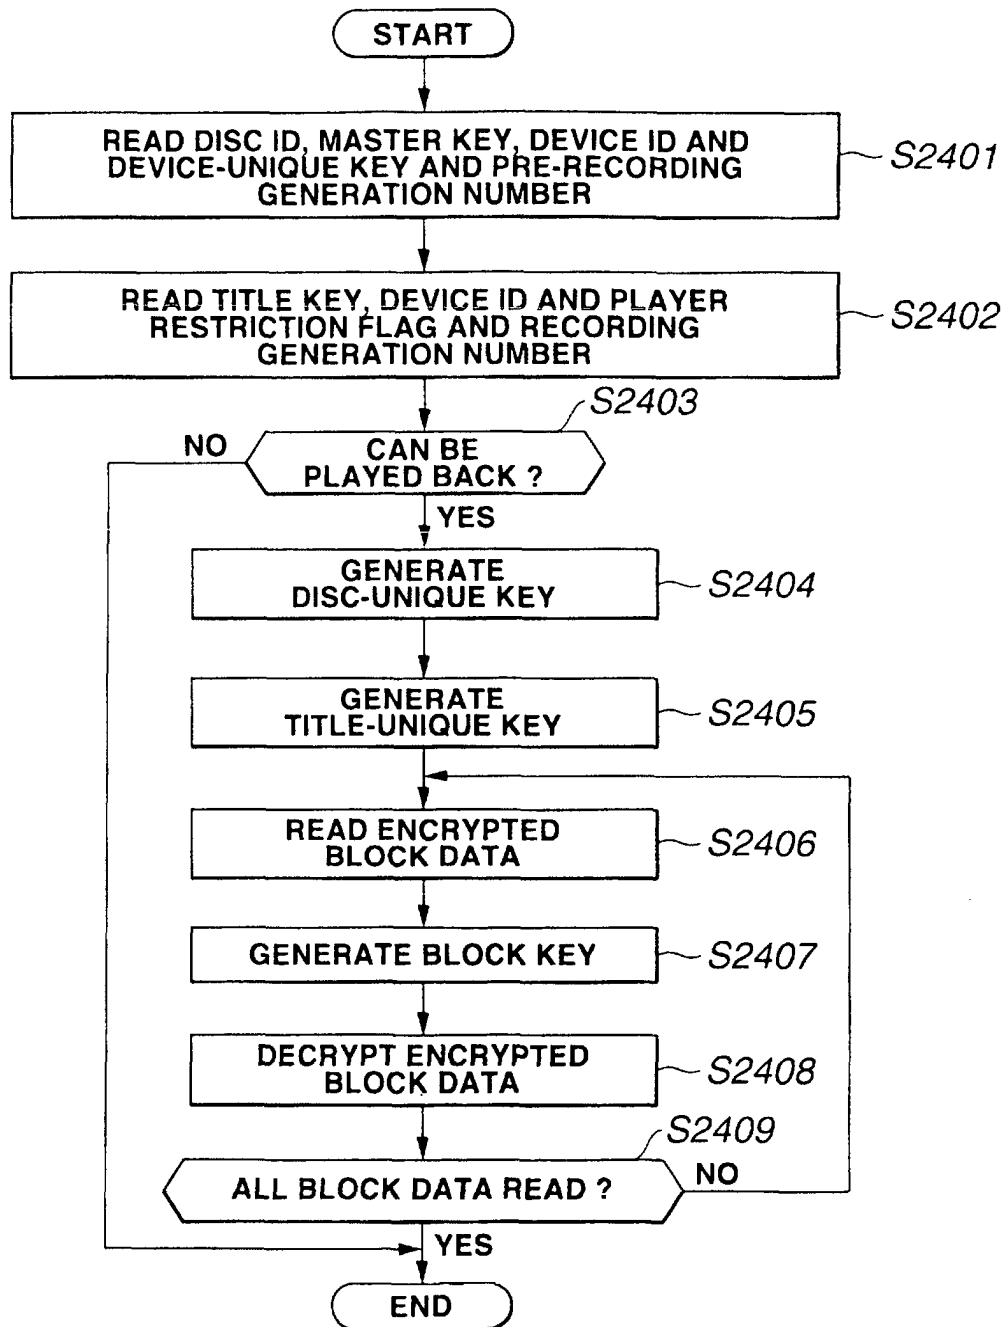 START
READ DISC ID, MASTER KEY, DEVICE ID AND
DEVICE-UNIQUE KEY AND PRE-RECORDING
GENERATION NUMBER
S2401
READ TITLE KEY, DEVICE ID AND PLAYER
RESTRICTION FLAG AND RECORDING
GENERATION NUMBER
S2402
S2403
NO
CAN BE
PLAYED BACK ?
YES
GENERATE
DISC-UNIQUE KEY
S2404
GENERATE
TITLE-UNIQUE KEY
S2405
READ ENCRYPTED
BLOCK DATA
S2406
GENERATE BLOCK KEY
S2407
DECRYPT ENCRYPTED
BLOCK DATA
S2408
S2409
ALL BLOCK DATA READ ?
NO
YES
END